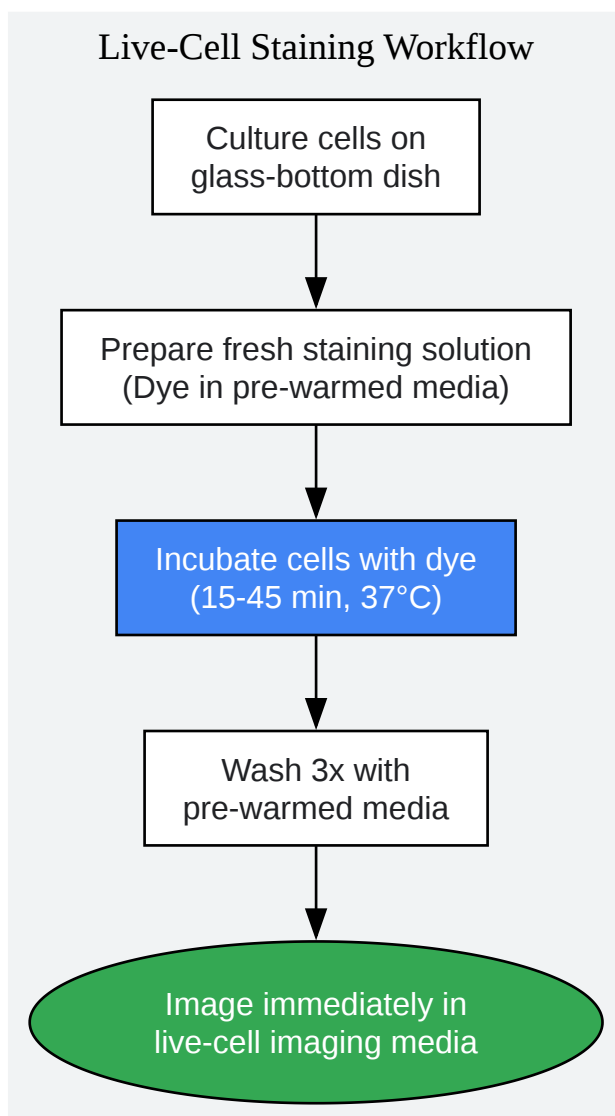 Live-Cell Staining Workflow
Culture cells on
glass-bottom dish
Prepare fresh staining solution
(Dye in pre-warmed media)
Incubate cells with dye
(15-45 min, 37°C)
Wash 3x with
pre-warmed media
Image immediately in
live-cell imaging media